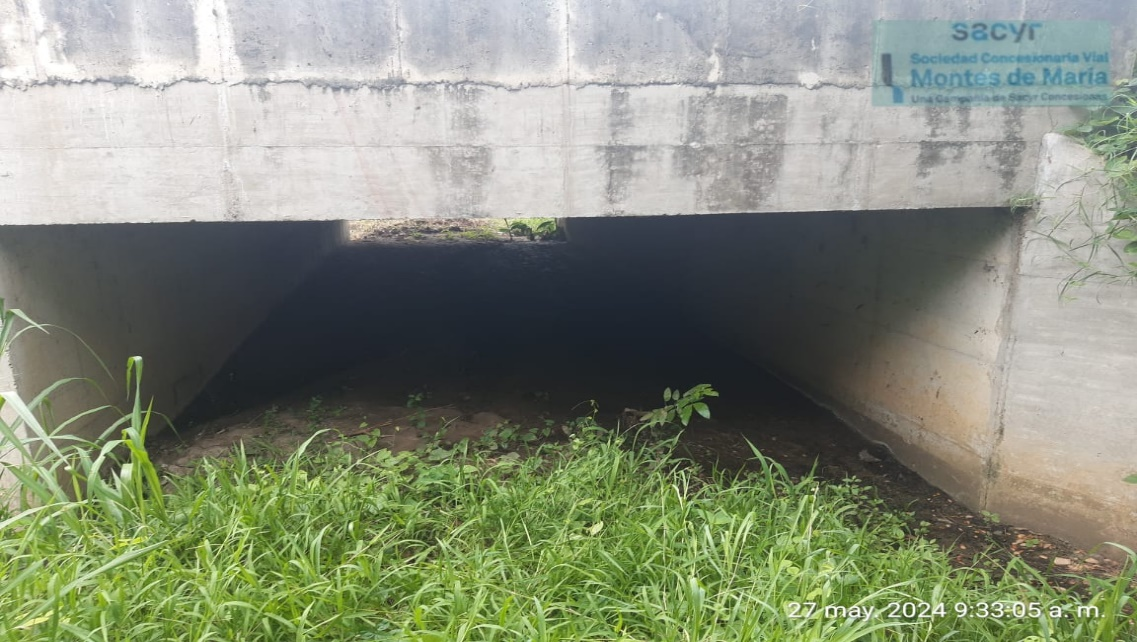 sacyr
Sociedad Concesionaria Vial
Montes de María
Una Compañía de Sacyr Concesiones
27 may. 2024 9:33:05 a. m.